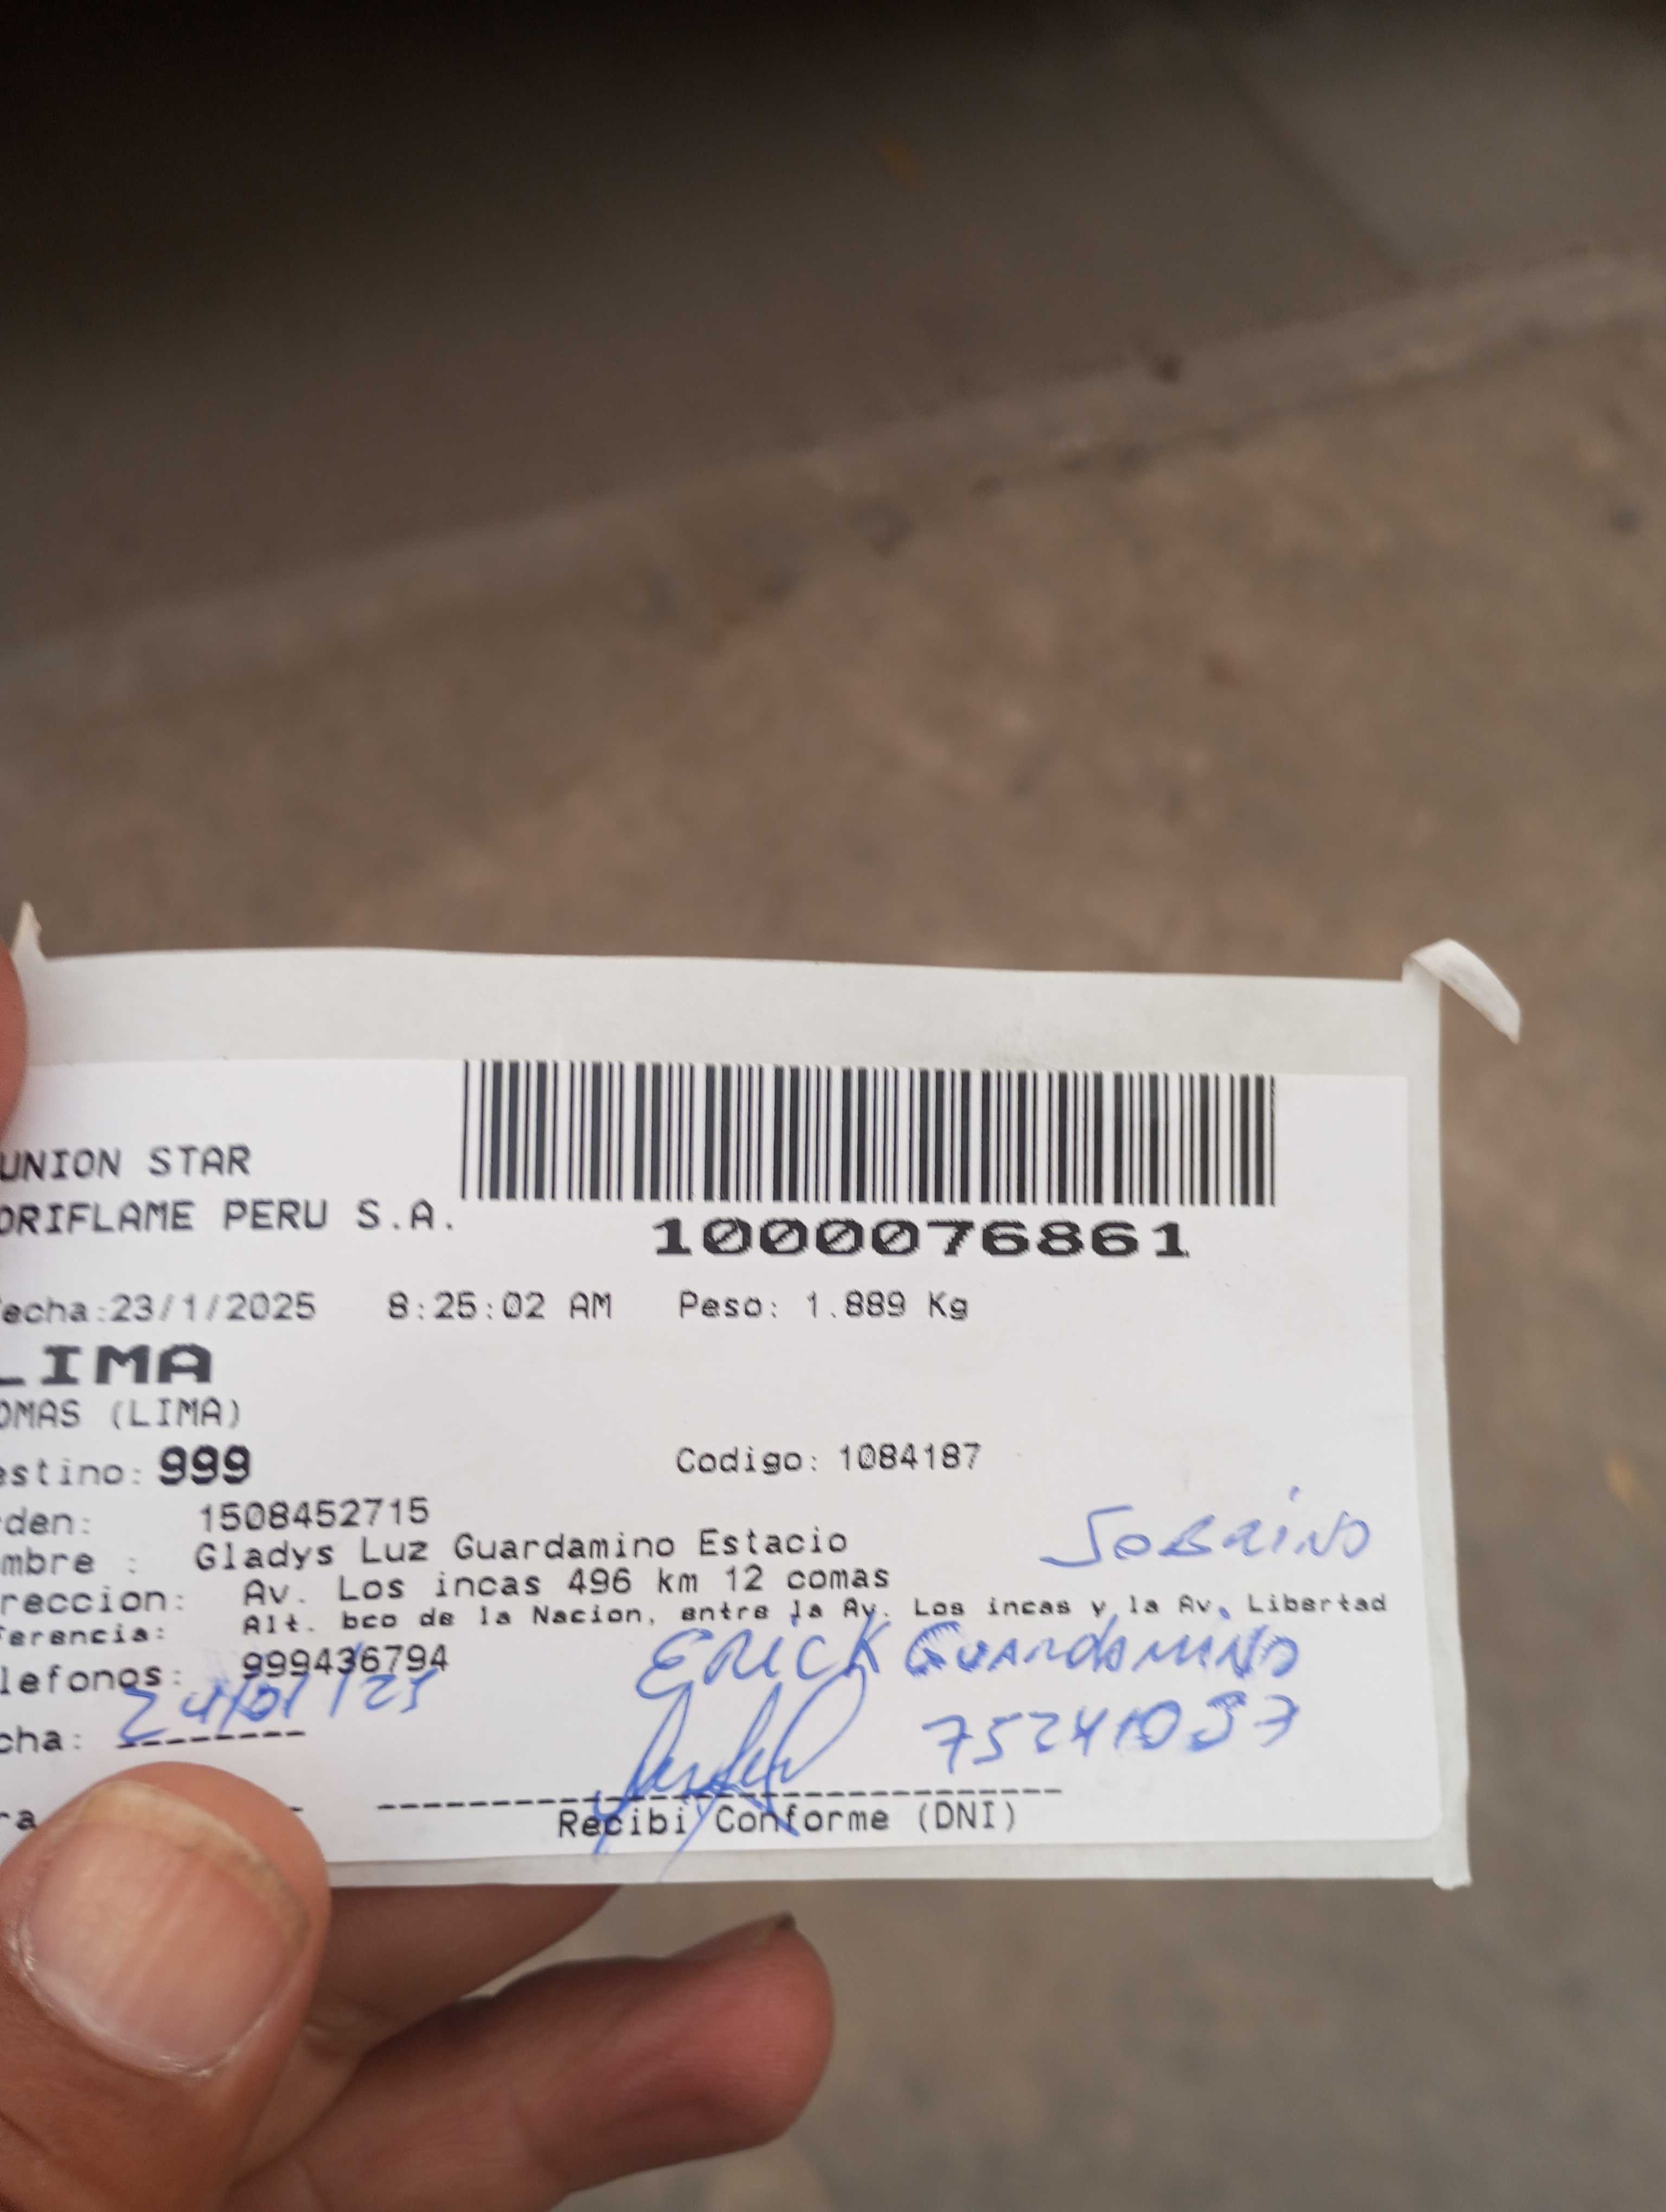 UNION STAR
ORIFLAME PERU S.A.
1000076861
echa:23/1/2025 8:25:02 AM Peso: 1.889 Kg
LIMA
OMAS (LIMA)
estino: 999 Codigo: 1084187
den: 1508452715
mbre : Gladys Luz Guardamino Estacio
SOBRINO
reccion: Av. Los incas 496 km 12 comas
erencia: Alt. bco de la Nacion, entre la Av. Los incas y la Av. Libertad
lefonos: 999436794
ERICK GUARDAMINO
cha: 24/01/25
ra
Recibi Conforme (DNI)